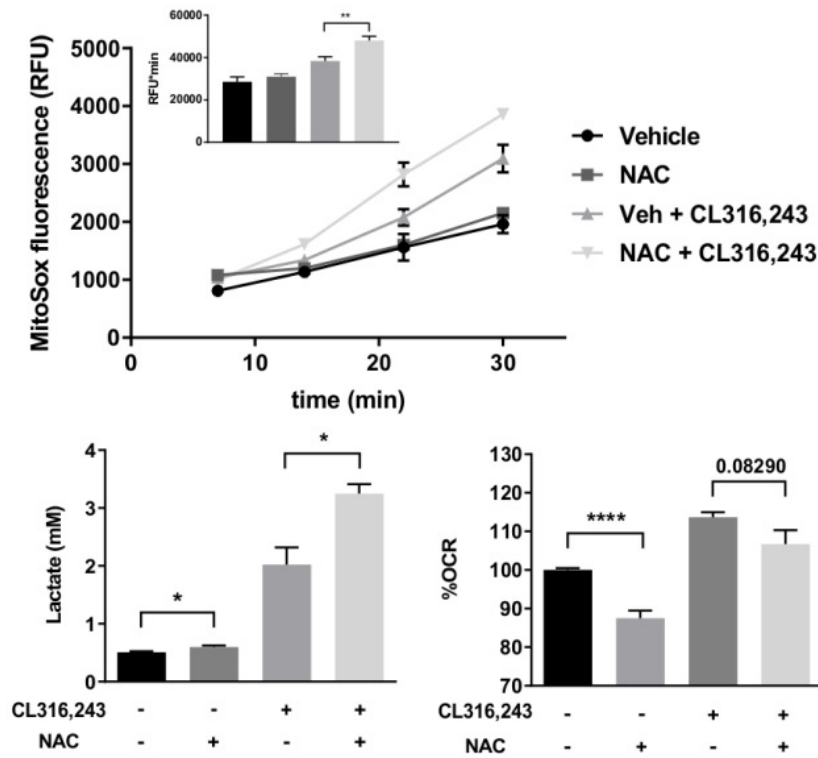 MitoSox fluorescence (RFU)
5000
4000
3000
2000
1000
0
0 10 20 30
time (min)
RFU*min
60000
40000
20000
0
**
Vehicle
NAC
Veh + CL316,243
NAC + CL316,243
Lactate (mM)
4
3
2
1
0
*
*
CL316,243 - - + +
NAC - + - +
%OCR
130
120
110
100
90
80
70
****
0.08290
CL316,243 - - + +
NAC - + - +